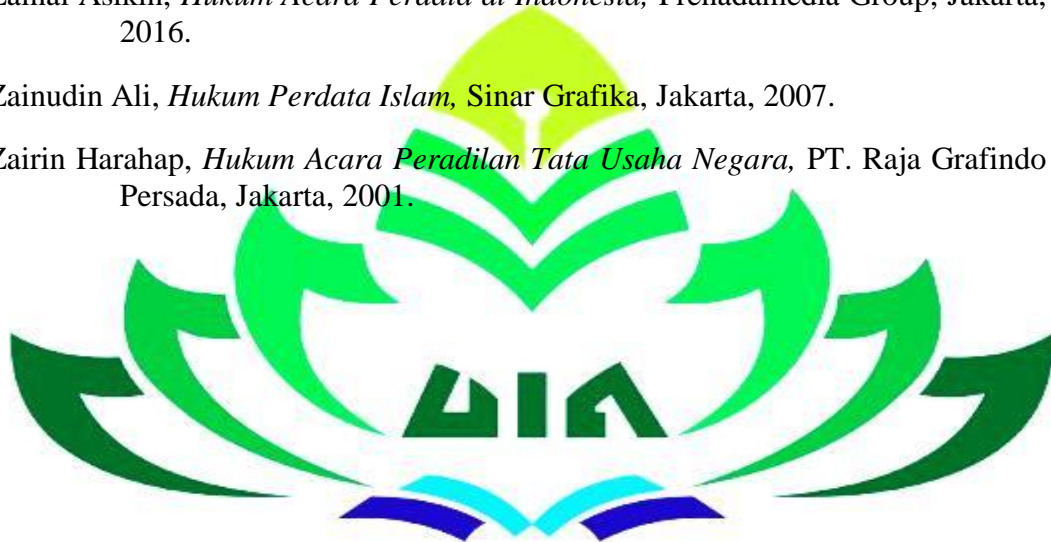 Asikin, Hukum Acara Perdata di Indonesia, Prenadamedia Group, Jakarta,
2016.
Zainudin Ali, Hukum Perdata Islam, Sinar Grafika, Jakarta, 2007.
Zairin Harahap, Hukum Acara Peradilan Tata Usaha Negara, PT. Raja Grafindo
Persada, Jakarta, 2001.
UIN